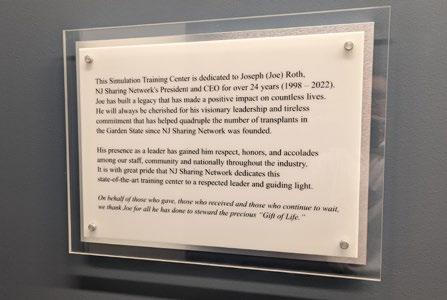 This Simulation Training Center is dedicated to Joseph (Joe) Roth,
NJ Sharing Network's President and CEO for over 24 years (1998 – 2022).
Joe has built a legacy that has made a positive impact on countless lives.
He will always be cherished for his visionary leadership and tireless
commitment that has helped quadruple the number of transplants in
the Garden State since NJ Sharing Network was founded.
His presence as a leader has gained him respect, honors, and accolades
among our staff, community and nationally throughout the industry.
It is with great pride that NJ Sharing Network dedicates this
state-of-the-art training center to a respected leader and guiding light.
On behalf of those who gave, those who received and those who continue to wait,
we thank Joe for all he has done to steward the precious "Gift of Life."